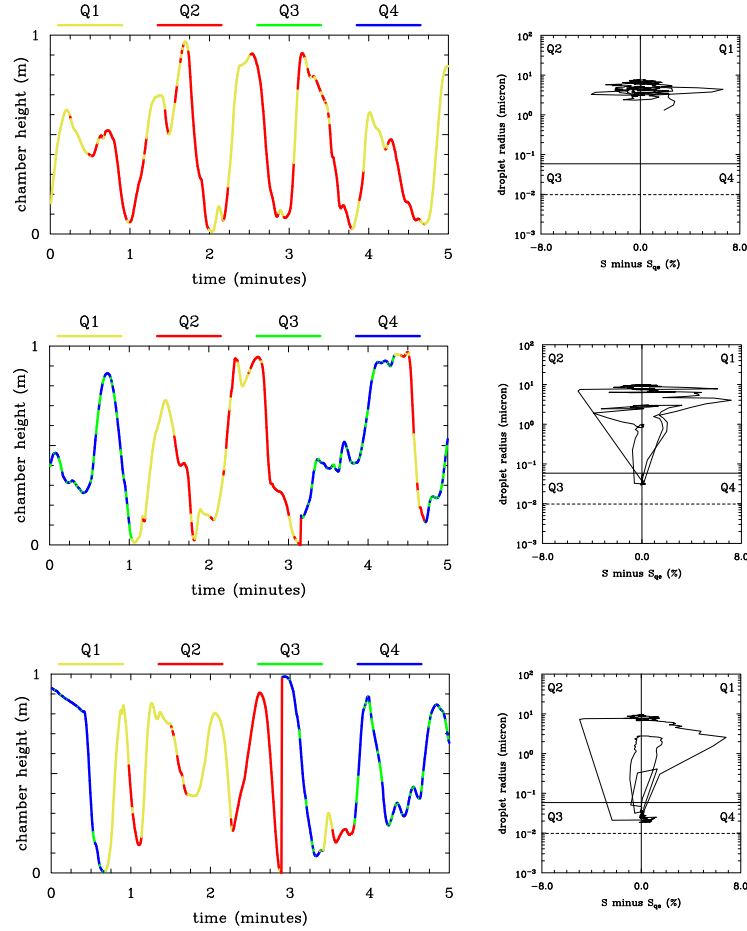 Q1 Q2 Q3 Q4
1
0
0 1 2 3 4 5
chamber height (m)
time (minutes)
10²
10¹
10⁰
10⁻¹
10⁻²
10⁻³
-8.0 0.0 8.0
Q2 Q1
Q3 Q4
droplet radius (micron)
S minus Sqs (%)
Q1 Q2 Q3 Q4
1
0
0 1 2 3 4 5
chamber height (m)
time (minutes)
10²
10¹
10⁰
10⁻¹
10⁻²
10⁻³
-8.0 0.0 8.0
Q2 Q1
Q3 Q4
droplet radius (micron)
S minus Sqs (%)
Q1 Q2 Q3 Q4
1
0
0 1 2 3 4 5
chamber height (m)
time (minutes)
10²
10¹
10⁰
10⁻¹
10⁻²
10⁻³
-8.0 0.0 8.0
Q2 Q1
Q3 Q4
droplet radius (micron)
S minus Sqs (%)